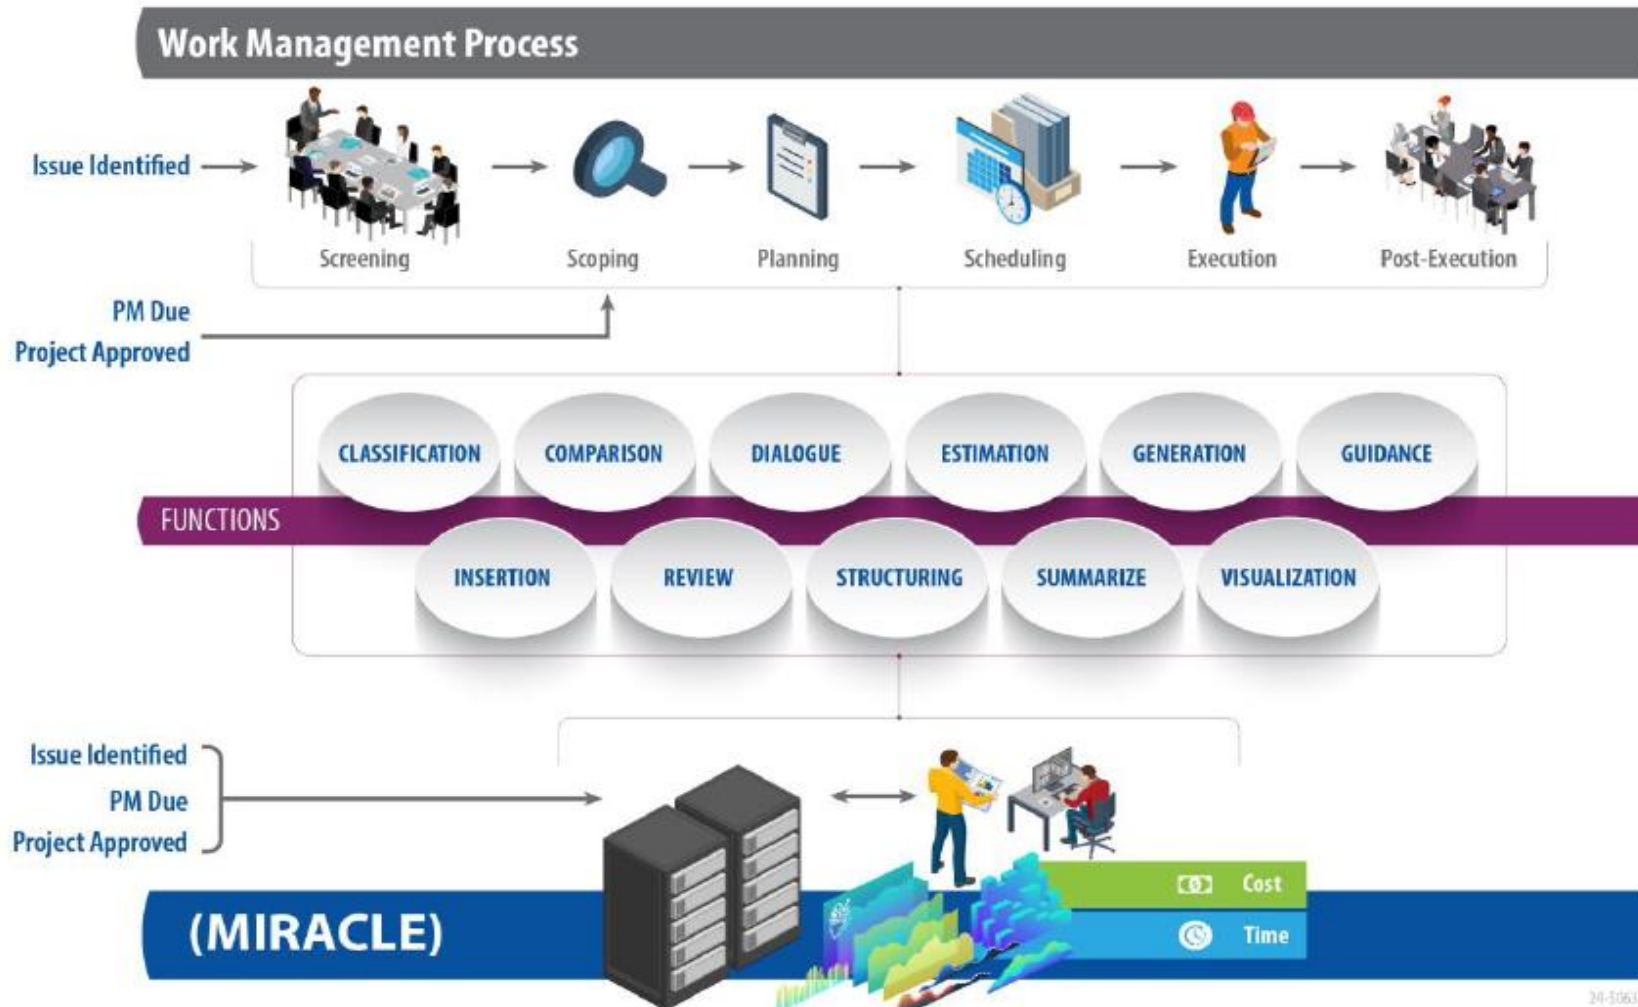 Work Management Process
Issue Identified
Screening
Scoping
Planning
Scheduling
Execution
Post-Execution
PM Due
Project Approved
CLASSIFICATION
COMPARISON
DIALOGUE
ESTIMATION
GENERATION
GUIDANCE
FUNCTIONS
INSERTION
REVIEW
STRUCTURING
SUMMARIZE
VISUALIZATION
Issue Identified
PM Due
Project Approved
(MIRACLE)
Cost
Time